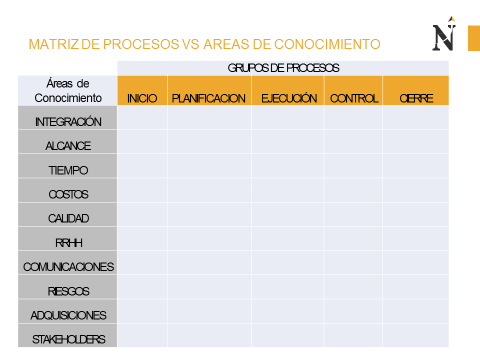 MATRIZ DE PROCESOS VS AREAS DE CONOCIMIENTO
N
GRUPOS DE PROCESOS
Áreas de
Conocimiento INICIO PLANIFICACION EJECUCIÓN CONTROL CIERRE
INTEGRACIÓN
ALCANCE
TIEMPO
COSTOS
CALIDAD
RRHH
COMUNICACIONES
RIESGOS
ADQUISICIONES
STAKEHOLDERS